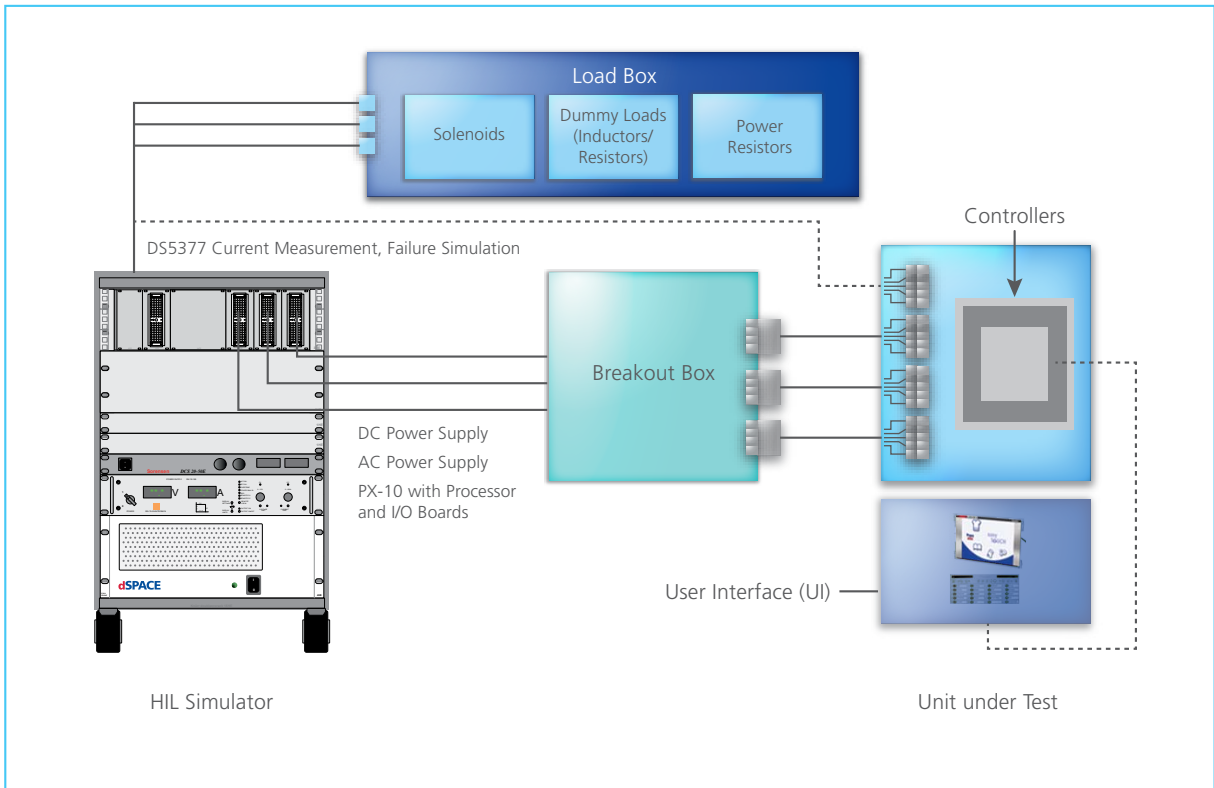 Load Box
Solenoids
Dummy Loads
(Inductors/
Resistors)
Power
Resistors
Controllers
DS5377 Current Measurement, Failure Simulation
Breakout Box
DC Power Supply
AC Power Supply
PX-10 with Processor
and I/O Boards
V
A
dSPACE
User Interface (UI)
HIL Simulator
Unit under Test